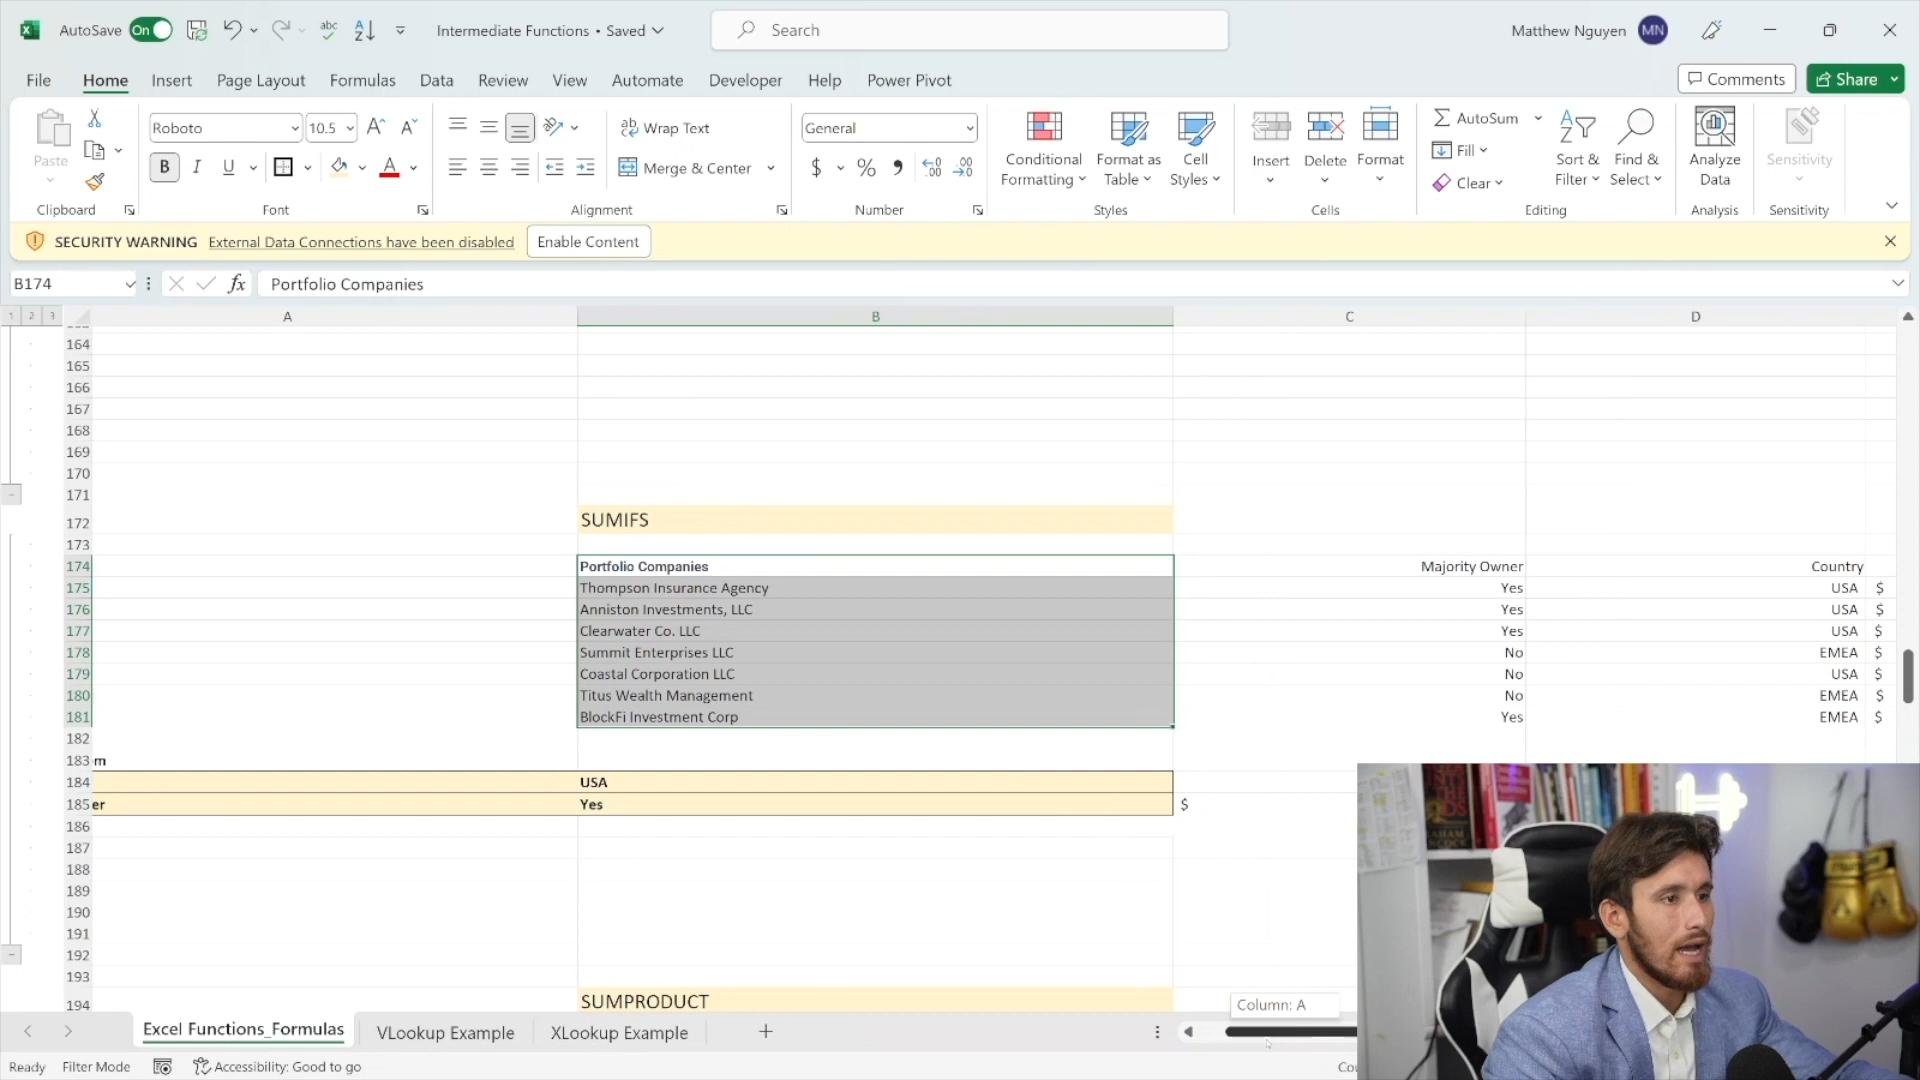 AutoSave On
Intermediate Functions • Saved
Search
Matthew Nguyen MN
File Home Insert Page Layout Formulas Data Review View Automate Developer Help Power Pivot
Comments Share
Paste
Clipboard
Roboto 10.5
B I U
Font
Wrap Text
Merge & Center
Alignment
General
$ %
Number
Conditional Formatting
Format as Table
Cell Styles
Styles
Insert Delete Format
Cells
AutoSum
Fill
Clear
Sort & Filter
Find & Select
Editing
Analyze Data
Analysis
Sensitivity
Sensitivity
SECURITY WARNING External Data Connections have been disabled Enable Content
B174 fx Portfolio Companies
1 2 3 A B C D
164
165
166
167
168
169
170
171
172 SUMIFS
173
174 Portfolio Companies Majority Owner Country
175 Thompson Insurance Agency Yes USA $
176 Anniston Investments, LLC Yes USA $
177 Clearwater Co. LLC Yes USA $
178 Summit Enterprises LLC No EMEA $
179 Coastal Corporation LLC No USA $
180 Titus Wealth Management No EMEA $
181 BlockFi Investment Corp Yes EMEA $
182
183 m
184 USA
185 er Yes $
186
187
188
189
190
191
192
193
194 SUMPRODUCT
Column: A
Excel Functions_Formulas VLookup Example XLookup Example
Ready Filter Mode Accessibility: Good to go